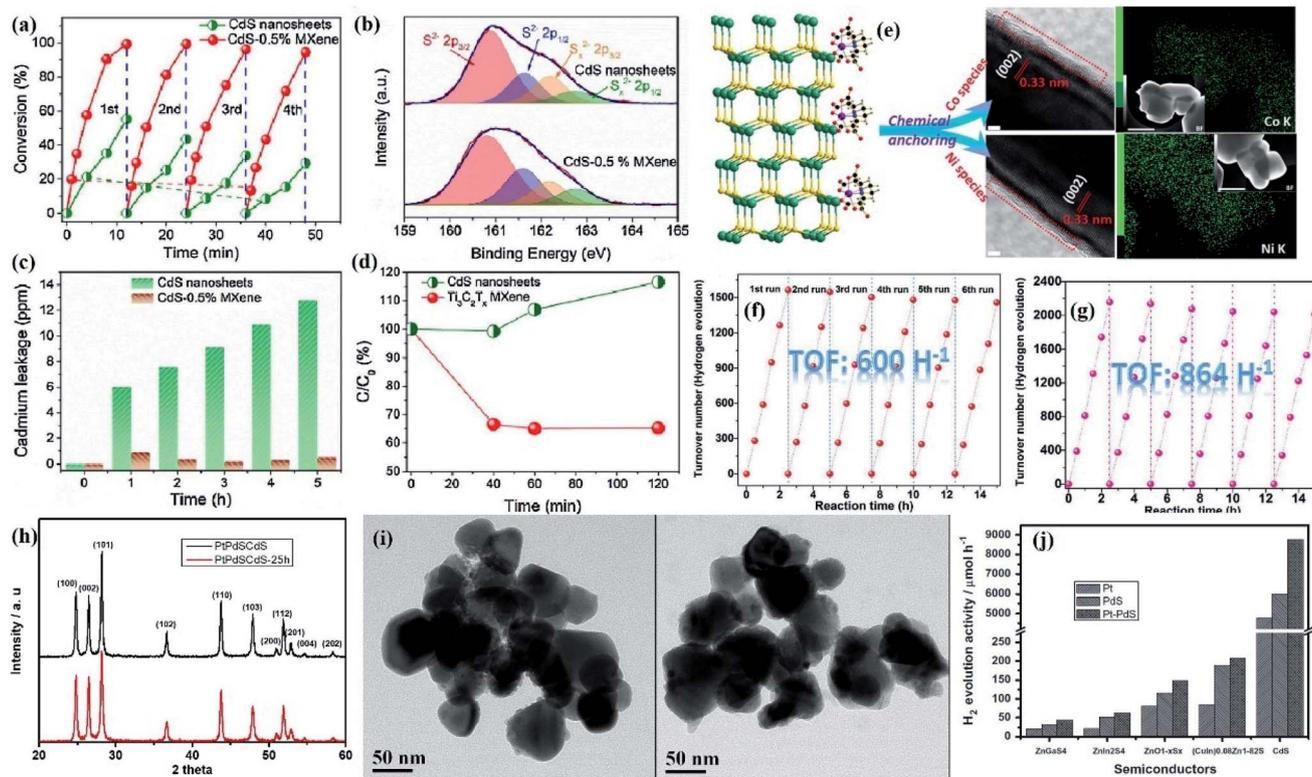 (a)
CdS nanosheets
CdS-0.5% MXene
100
80
60
40
20
0
1st
2nd
3rd
4th
0 10 20 30 40 50
Conversion (%)
Time (min)
(b)
S²⁻ 2p₃/₂
S²⁻ 2p₁/₂
Sₓ²⁻ 2p₃/₂
CdS nanosheets
Sₓ²⁻ 2p₁/₂
CdS-0.5 % MXene
Intensity (a.u.)
159 160 161 162 163 164 165
Binding Energy (eV)
(e)
Chemical
anchoring
Co species
Ni species
(002)
0.33 nm
(002)
0.33 nm
BF
Co K
BF
Ni K
(c)
CdS nanosheets
CdS-0.5% MXene
14
12
10
8
6
4
2
0
0 1 2 3 4 5
Cadmium leakage (ppm)
Time (h)
(d)
CdS nanosheets
Ti₃C₂Tₓ MXene
120
110
100
90
80
70
60
50
0 20 40 60 80 100 120
C/C₀ (%)
Time (min)
(f)
1st run 2nd run 3rd run 4th run 5th run 6th run
TOF: 600 H⁻¹
1500
1200
900
600
300
0
0 2 4 6 8 10 12 14
Turnover number (Hydrogen evolution)
Reaction time (h)
(g)
TOF: 864 H⁻¹
2400
2000
1600
1200
800
400
0
0 2 4 6 8 10 12 14
Turnover number (Hydrogen evolution)
Reaction time (h)
(h)
PtPdSCdS
PtPdSCdS-25h
(100)
(002)
(101)
(102)
(110)
(103)
(200)
(112)
(201)
(004)
(202)
Intensity / a. u
20 30 40 50 60
2 theta
(i)
50 nm
50 nm
(j)
Pt
PdS
Pt-PdS
9000
8000
7000
6000
5000
250
200
150
100
50
0
H₂ evolution activity / μmol h⁻¹
ZnGaS4 ZnIn2S4 ZnO1-xSx (CuIn)0.08Zn1-82S CdS
Semiconductors